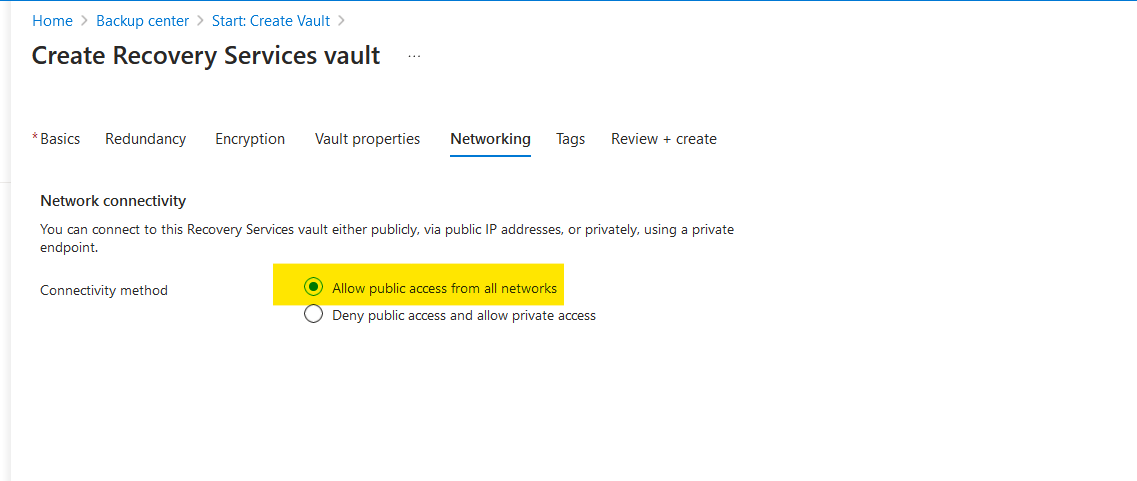 Home > Backup center > Start: Create Vault >
Create Recovery Services vault ...
* Basics Redundancy Encryption Vault properties Networking Tags Review + create
Network connectivity
You can connect to this Recovery Services vault either publicly, via public IP addresses, or privately, using a private
endpoint.
Connectivity method
Allow public access from all networks
Deny public access and allow private access